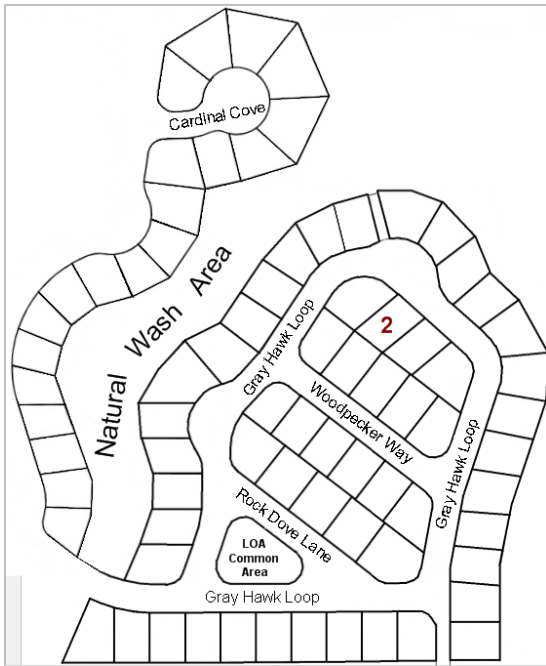 Cardinal Cove
Natural Wash Area
Gray Hawk Loop
2
Woodpecker Way
Gray Hawk Loop
Rock Dove Lane
LOA
Common
Area
Gray Hawk Loop